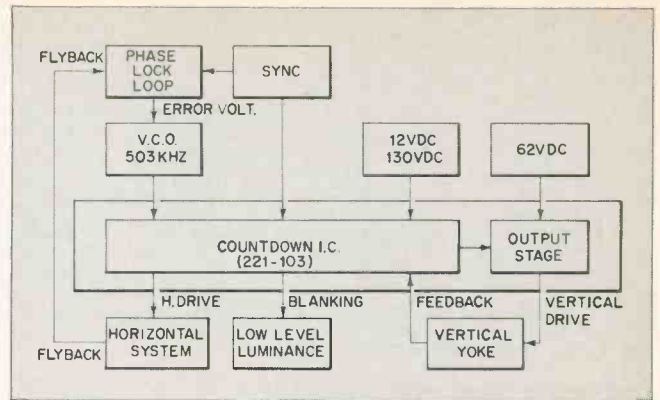 FLYBACK
PHASE
LOCK
LOOP
SYNC
ERROR VOLT.
V.C.O.
503KHZ
12VDC
130VDC
62VDC
COUNTDOWN I.C.
(221-103)
OUTPUT
STAGE
H.DRIVE
BLANKING
FEEDBACK
VERTICAL
DRIVE
HORIZONTAL
SYSTEM
LOW LEVEL
LUMINANCE
VERTICAL
YOKE
FLYBACK